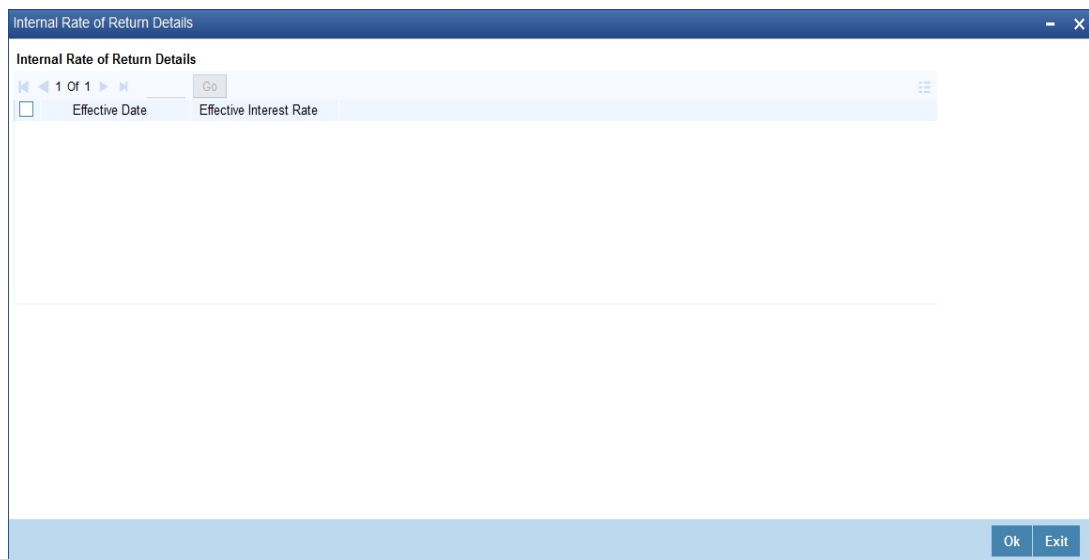 Internal Rate of Return Details
Internal Rate of Return Details
1 Of 1 Go
Effective Date Effective Interest Rate
Ok Exit